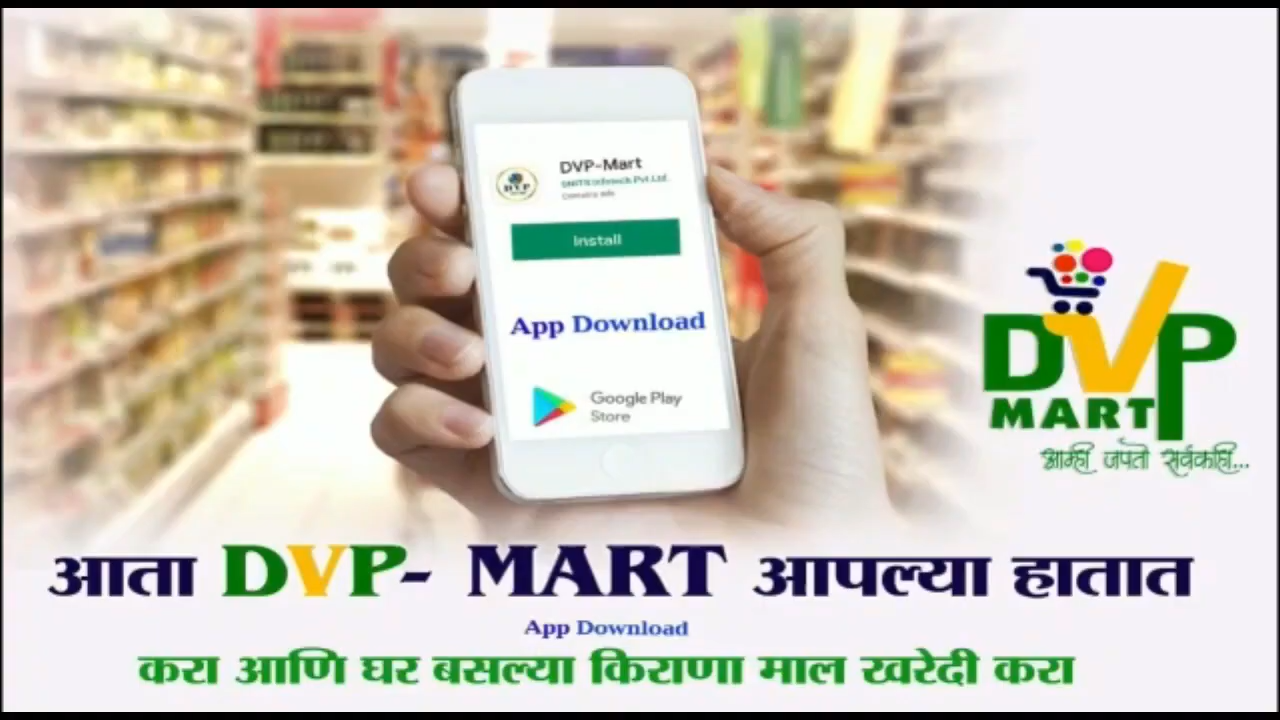 DVP-Mart
Install
App Download
Google Play
Store
DVP
MART
आम्ही जपतो सर्वकाही...
आता DVP- MART आपल्या हातात
App Download
करा आणि घर बसल्या किराणा माल खरेदी करा